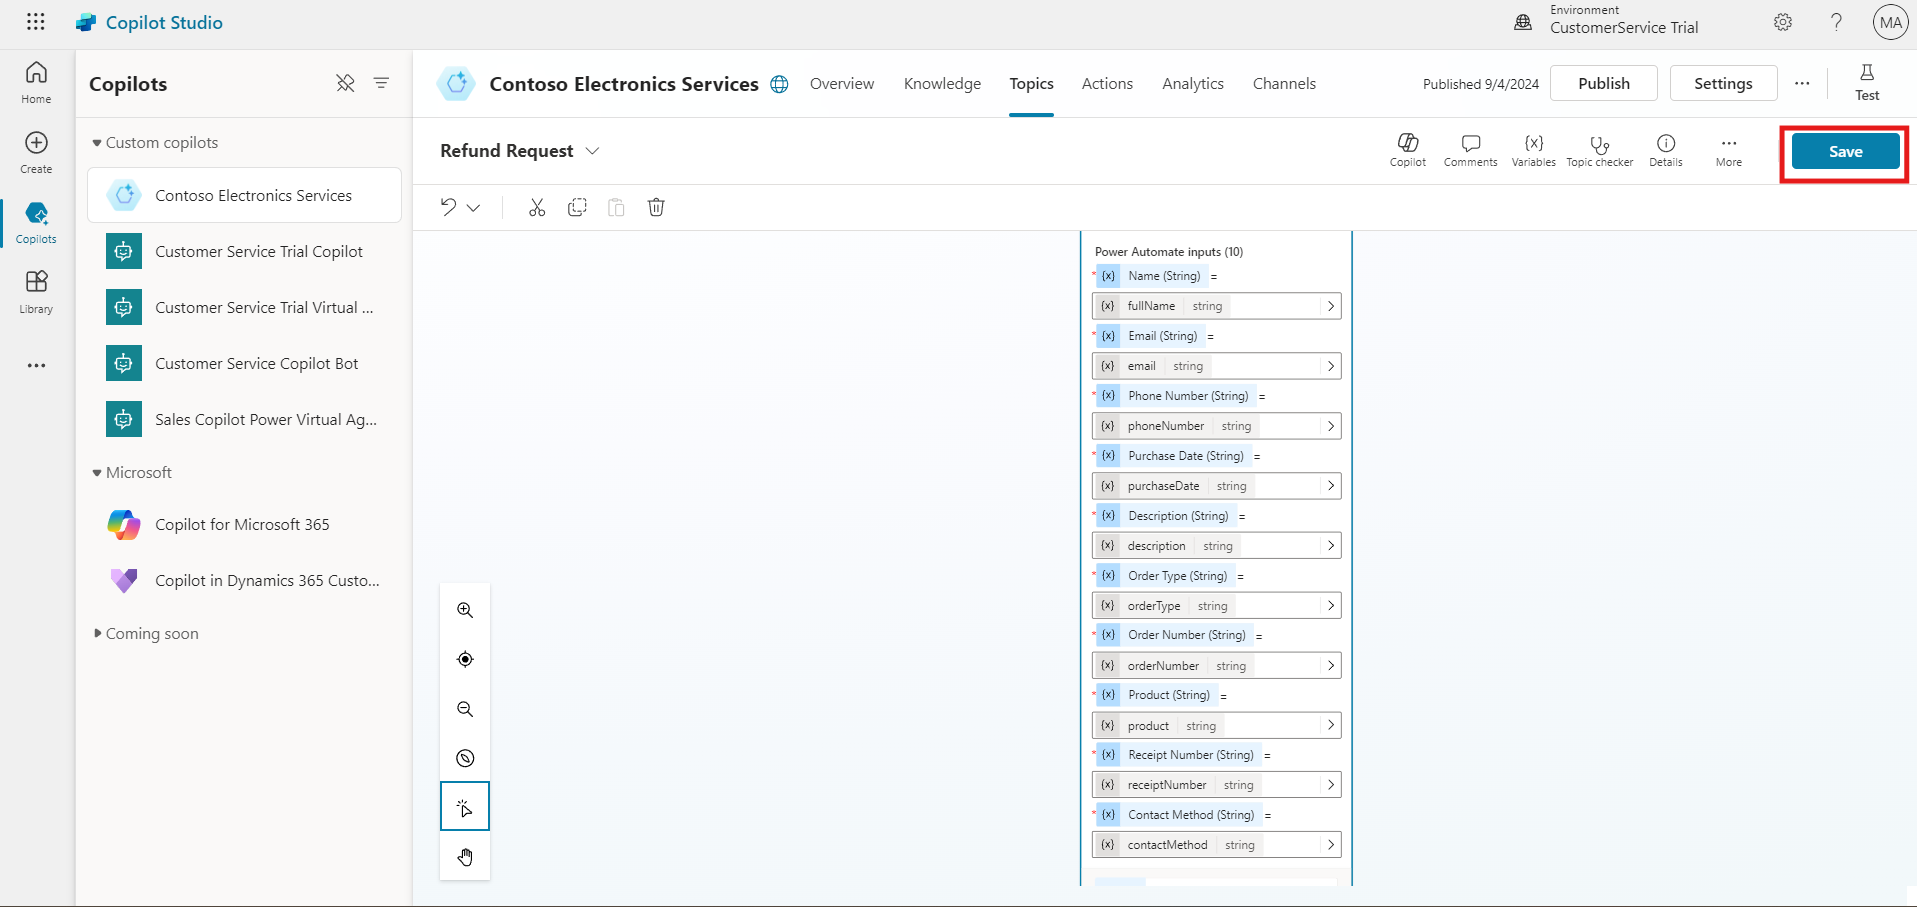 Copilot Studio
Environment
CustomerService Trial
MA
Home
Create
Copilots
Library
Copilots
Custom copilots
Contoso Electronics Services
Customer Service Trial Copilot
Customer Service Trial Virtual ...
Customer Service Copilot Bot
Sales Copilot Power Virtual Ag...
Microsoft
Copilot for Microsoft 365
Copilot in Dynamics 365 Custo...
Coming soon
Contoso Electronics Services
Overview
Knowledge
Topics
Actions
Analytics
Channels
Published 9/4/2024
Publish
Settings
Test
Refund Request
Copilot
Comments
Variables
Topic checker
Details
More
Save
Power Automate inputs (10)
* {x} Name (String) =
{x} fullName string
* {x} Email (String) =
{x} email string
* {x} Phone Number (String) =
{x} phoneNumber string
* {x} Purchase Date (String) =
{x} purchaseDate string
* {x} Description (String) =
{x} description string
* {x} Order Type (String) =
{x} orderType string
* {x} Order Number (String) =
{x} orderNumber string
* {x} Product (String) =
{x} product string
* {x} Receipt Number (String) =
{x} receiptNumber string
* {x} Contact Method (String) =
{x} contactMethod string